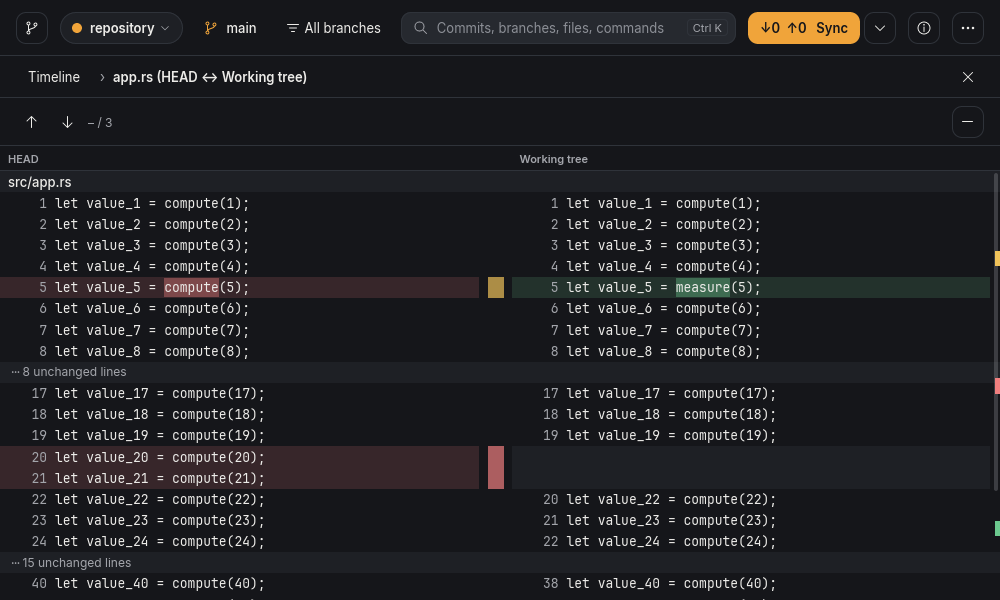 repository main All branches Commits, branches, files, commands Ctrl K ↓0 ↑0 Sync
Timeline › app.rs (HEAD ↔ Working tree)
– / 3
HEAD Working tree
src/app.rs
1 let value_1 = compute(1); 1 let value_1 = compute(1);
2 let value_2 = compute(2); 2 let value_2 = compute(2);
3 let value_3 = compute(3); 3 let value_3 = compute(3);
4 let value_4 = compute(4); 4 let value_4 = compute(4);
5 let value_5 = compute(5); 5 let value_5 = measure(5);
6 let value_6 = compute(6); 6 let value_6 = compute(6);
7 let value_7 = compute(7); 7 let value_7 = compute(7);
8 let value_8 = compute(8); 8 let value_8 = compute(8);
··· 8 unchanged lines
17 let value_17 = compute(17); 17 let value_17 = compute(17);
18 let value_18 = compute(18); 18 let value_18 = compute(18);
19 let value_19 = compute(19); 19 let value_19 = compute(19);
20 let value_20 = compute(20);
21 let value_21 = compute(21);
22 let value_22 = compute(22); 20 let value_22 = compute(22);
23 let value_23 = compute(23); 21 let value_23 = compute(23);
24 let value_24 = compute(24); 22 let value_24 = compute(24);
··· 15 unchanged lines
40 let value_40 = compute(40); 38 let value_40 = compute(40);